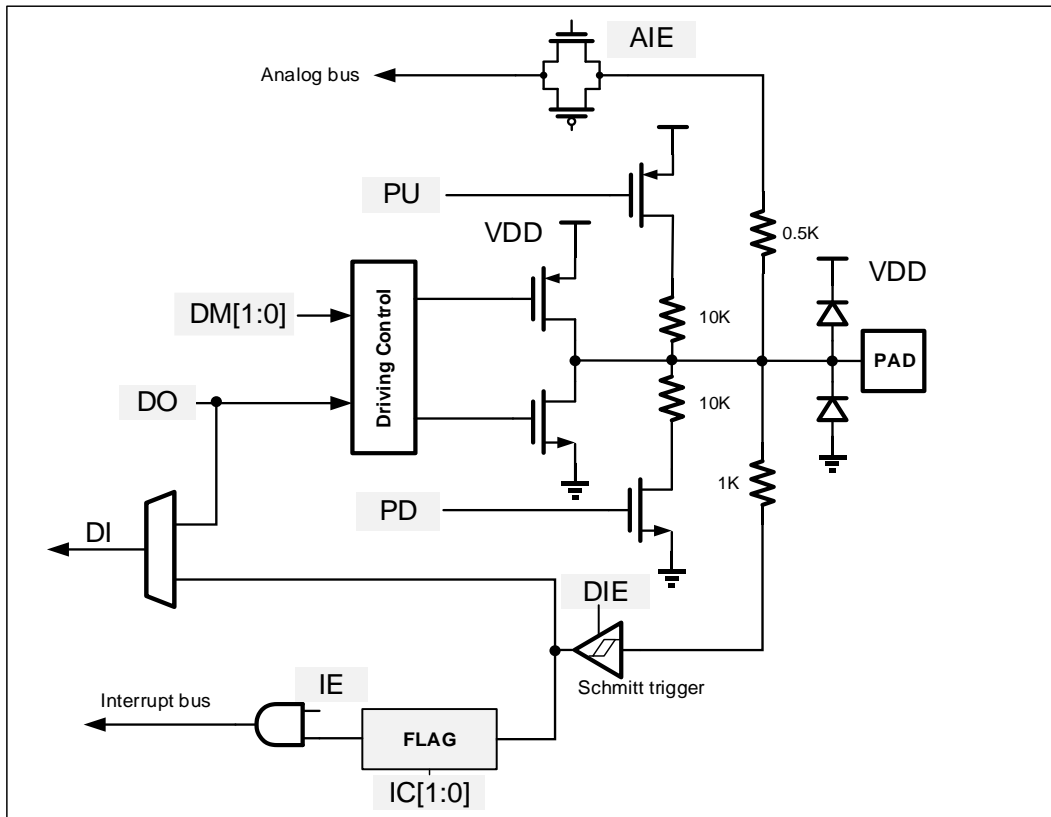 AIE
Analog bus
PU
VDD
0.5K
VDD
DM[1:0]
10K
Driving Control
PAD
DO
10K
1K
PD
DI
DIE
Schmitt trigger
IE
Interrupt bus
FLAG
IC[1:0]